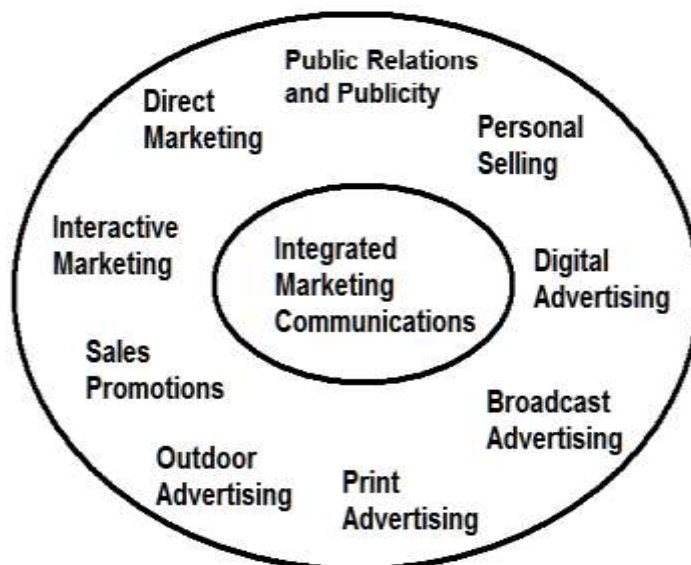 Public Relations
and Publicity
Direct
Marketing
Personal
Selling
Interactive
Marketing
Integrated
Marketing
Communications
Digital
Advertising
Sales
Promotions
Broadcast
Advertising
Outdoor
Advertising
Print
Advertising